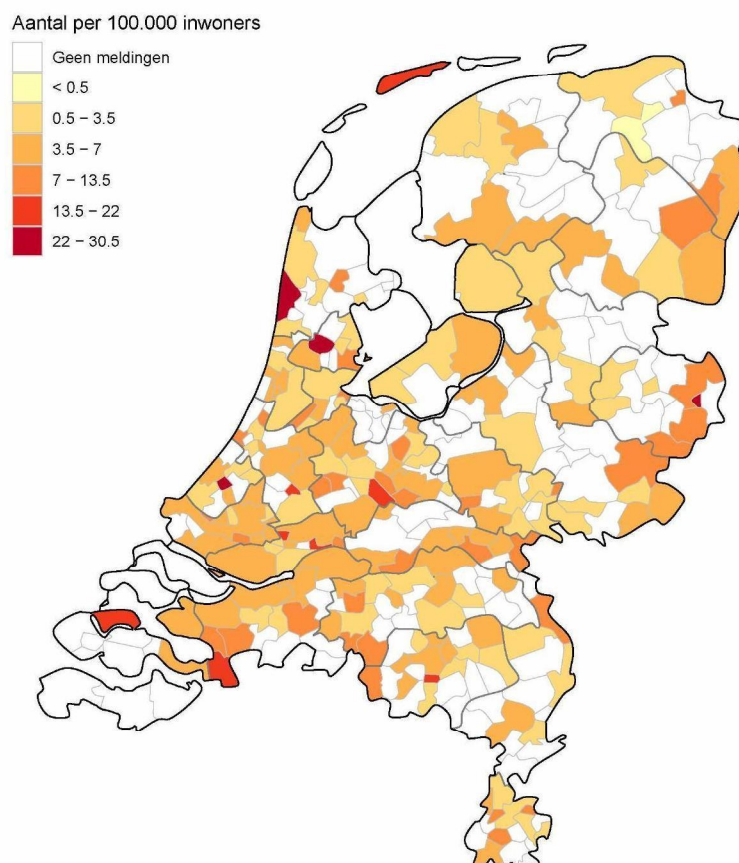 Aantal per 100.000 inwoners
Geen meldingen
< 0.5
0.5 – 3.5
3.5 – 7
7 – 13.5
13.5 – 22
22 – 30.5